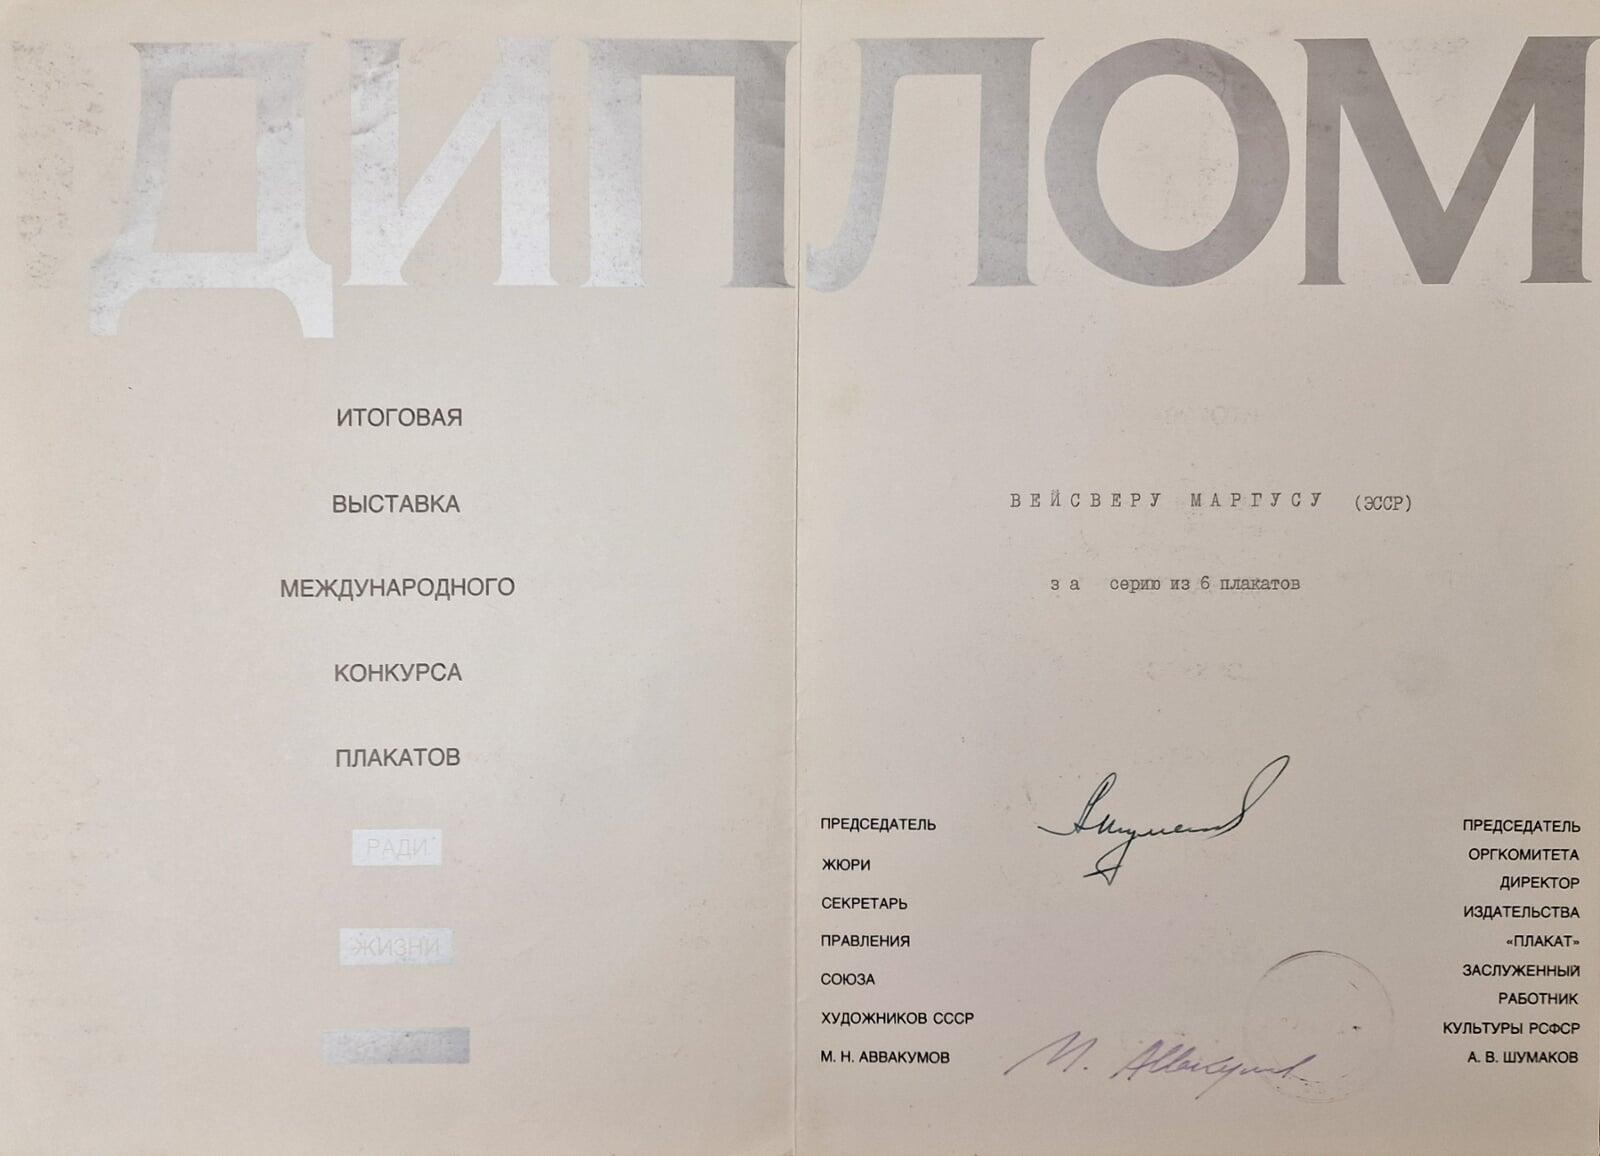 ДИПЛОМ
ИТОГОВАЯ
ВЫСТАВКА
МЕЖДУНАРОДНОГО
КОНКУРСА
ПЛАКАТОВ
РАДИ
ЖИЗНИ
ВЕЙСВЕРУ МАРГУСУ (ЭССР)
за серию из 6 плакатов
ПРЕДСЕДАТЕЛЬ
ЖЮРИ
СЕКРЕТАРЬ
ПРАВЛЕНИЯ
СОЮЗА
ХУДОЖНИКОВ СССР
М. Н. АВВАКУМОВ
М. Аввакумов
ПРЕДСЕДАТЕЛЬ
ОРГКОМИТЕТА
ДИРЕКТОР
ИЗДАТЕЛЬСТВА
«ПЛАКАТ»
ЗАСЛУЖЕННЫЙ
РАБОТНИК
КУЛЬТУРЫ РСФСР
А. В. ШУМАКОВ